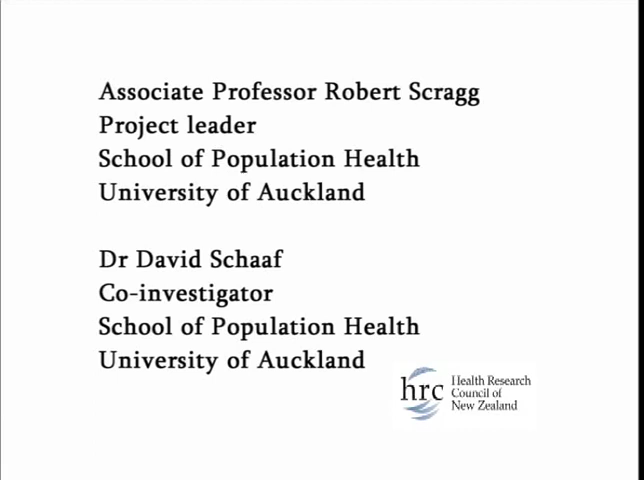 Associate Professor Robert Scragg
Project leader
School of Population Health
University of Auckland
Dr David Schaaf
Co-investigator
School of Population Health
University of Auckland
hrc
Health Research
Council of
New Zealand